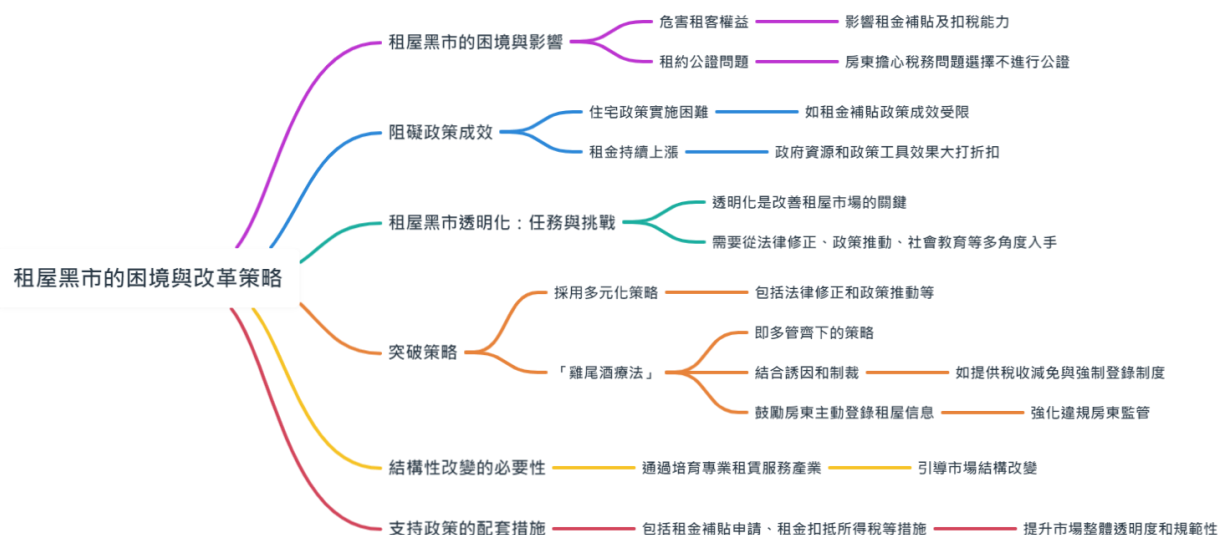 租屋黑市的困境與改革策略
租屋黑市的困境與影響
危害租客權益
影響租金補貼及扣稅能力
租約公證問題
房東擔心稅務問題選擇不進行公證
阻礙政策成效
住宅政策實施困難
如租金補貼政策成效受限
租金持續上漲
政府資源和政策工具效果大打折扣
租屋黑市透明化：任務與挑戰
透明化是改善租屋市場的關鍵
需要從法律修正、政策推動、社會教育等多角度入手
突破策略
採用多元化策略
包括法律修正和政策推動等
「雞尾酒療法」
即多管齊下的策略
結合誘因和制裁
如提供稅收減免與強制登錄制度
鼓勵房東主動登錄租屋信息
強化違規房東監管
結構性改變的必要性
通過培育專業租賃服務產業
引導市場結構改變
支持政策的配套措施
包括租金補貼申請、租金扣抵所得稅等措施
提升市場整體透明度和規範性